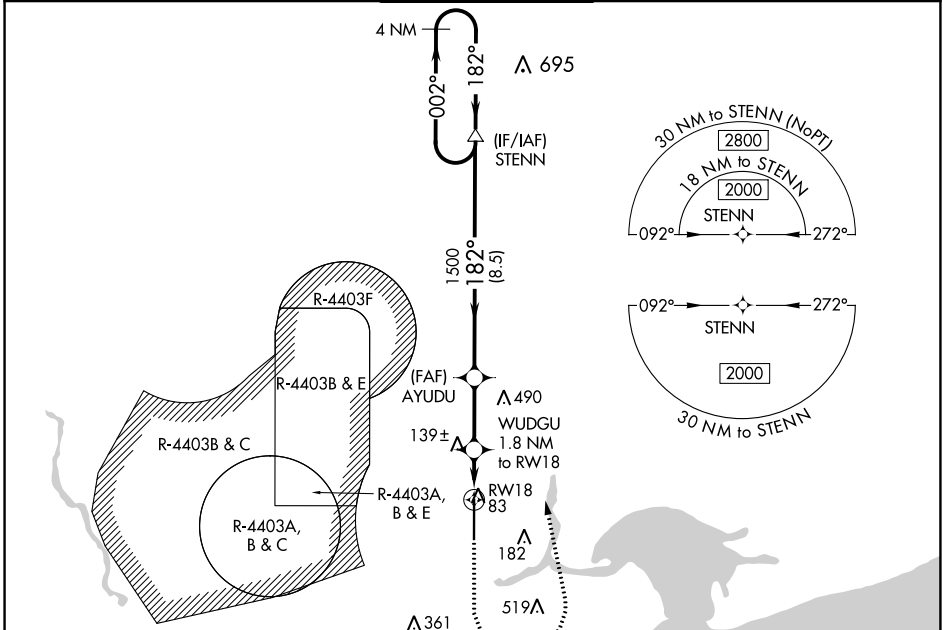 4 NM
002°
182°
695
(IF/IAF)
STENN
1500
182°
(8.5)
30 NM to STENN (NoPT)
2800
18 NM to STENN
2000
STENN
092°
272°
092°
272°
STENN
2000
30 NM to STENN
R-4403F
R-4403B & E
(FAF)
AYUDU
490
WUDGU
1.8 NM
to RW18
139±
R-4403B & C
R-4403A,
B & E
RW18
83
R-4403A,
B & C
182
519
361